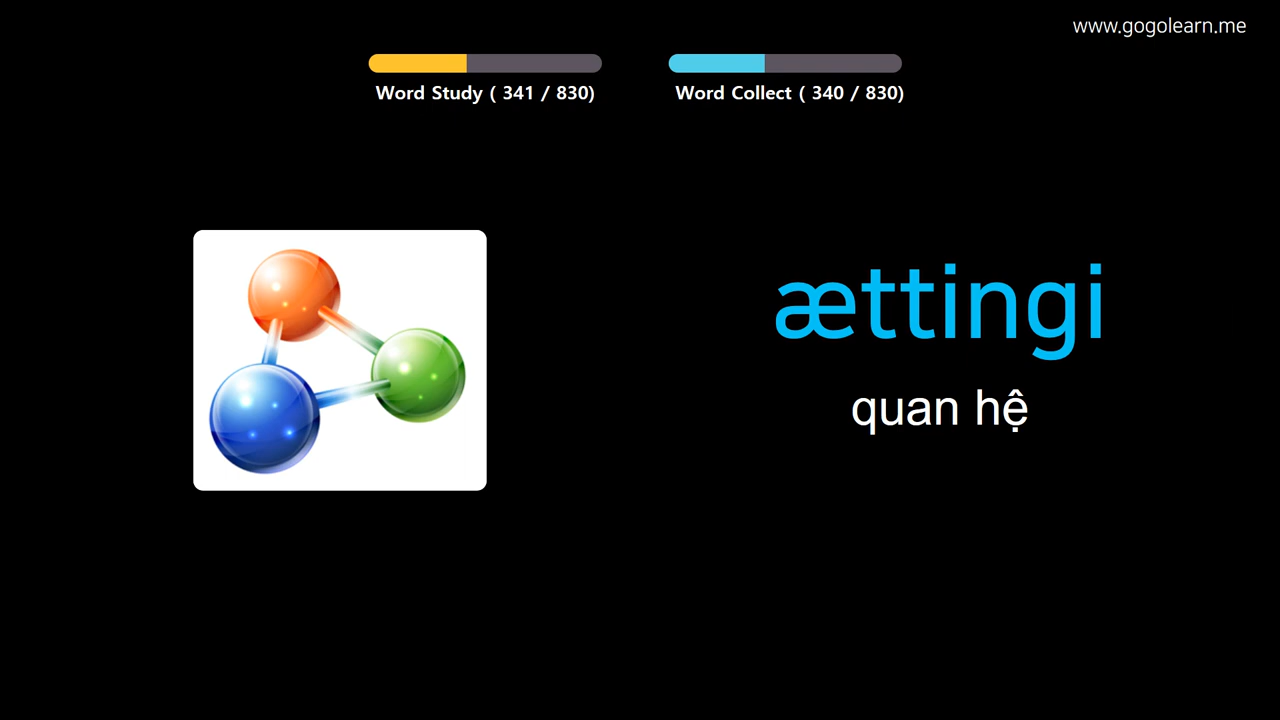 www.gogolearn.me
Word Study ( 341 / 830)
Word Collect ( 340 / 830)
ættingi
quan hệ